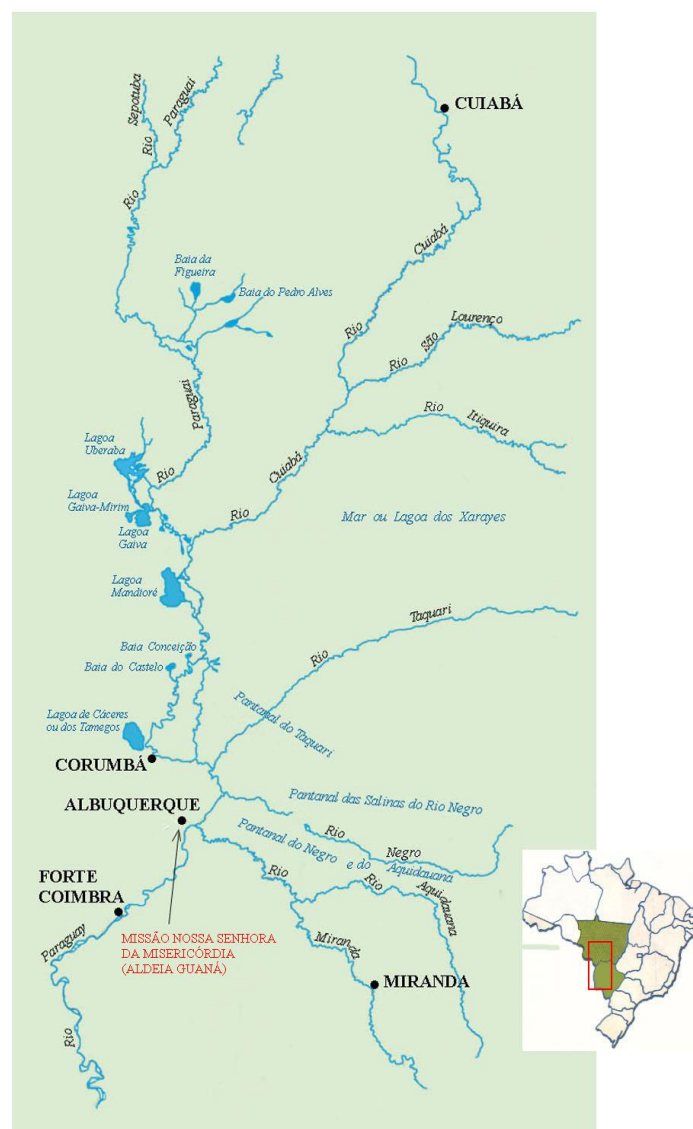 Sepotuba
Rio
Paraguai
Rio
CUIABÁ
Cuiabá
Rio
Baia da
Figueira
Baia do Pedro Alves
Lourenço
São
Rio
Paraguai
Rio
Rio
Itiquira
Cuiabá
Rio
Lagoa
Uberaba
Lagoa
Gaiva-Mirim
Lagoa
Gaiva
Mar ou Lagoa dos Xarayes
Lagoa
Mandioré
Taquari
Rio
Baia Conceição
Baia do Castelo
Pantanal do Taquari
Lagoa de Cáceres
ou dos Tamegos
CORUMBÁ
ALBUQUERQUE
Pantanal das Salinas do Rio Negro
Rio Negro
Pantanal do Negro e do Aquidauana
Rio
Rio Aquidauana
FORTE
COIMBRA
Paraguay
Rio
MISSÃO NOSSA SENHORA
DA MISERICÓRDIA
(ALDEIA GUANÁ)
Miranda
MIRANDA